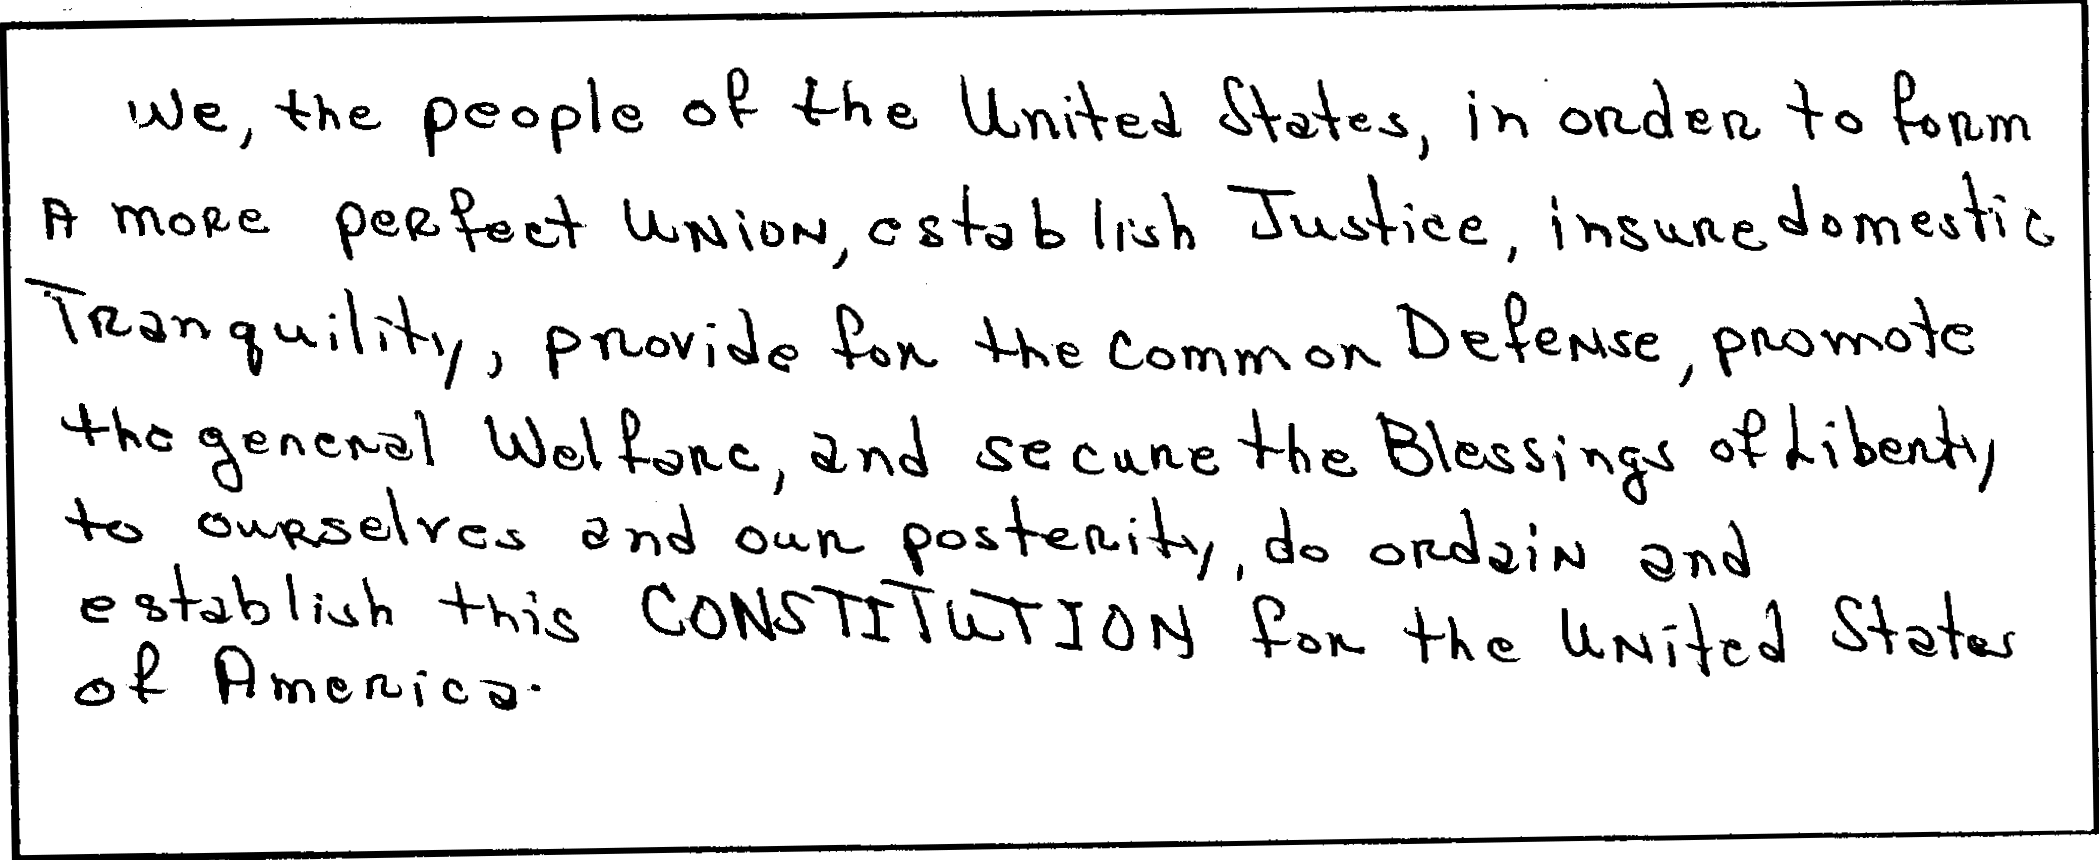 We, the people of the United States, in order to form
A more perfect Union, establish Justice, insure domestic
Tranquility, provide for the common Defense, promote
the general Welfare, and secure the Blessings of Liberty
to ourselves and our posterity, do ordain and
establish this CONSTITUTION for the United States
of America.